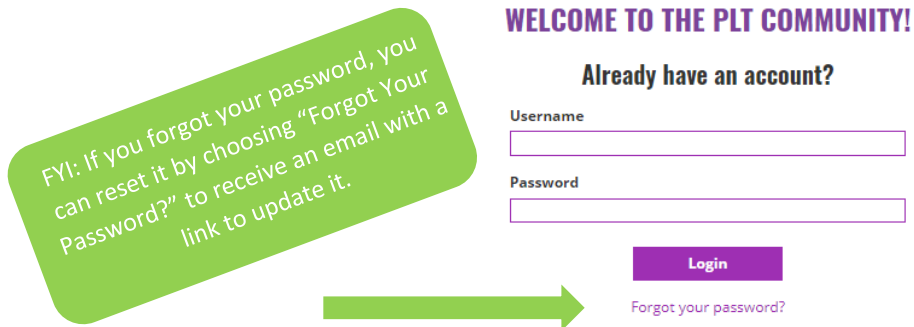 FYI: If you forgot your password, you
can reset it by choosing “Forgot Your
Password?” to receive an email with a
link to update it.
WELCOME TO THE PLT COMMUNITY!
Already have an account?
Username
Password
Login
Forgot your password?